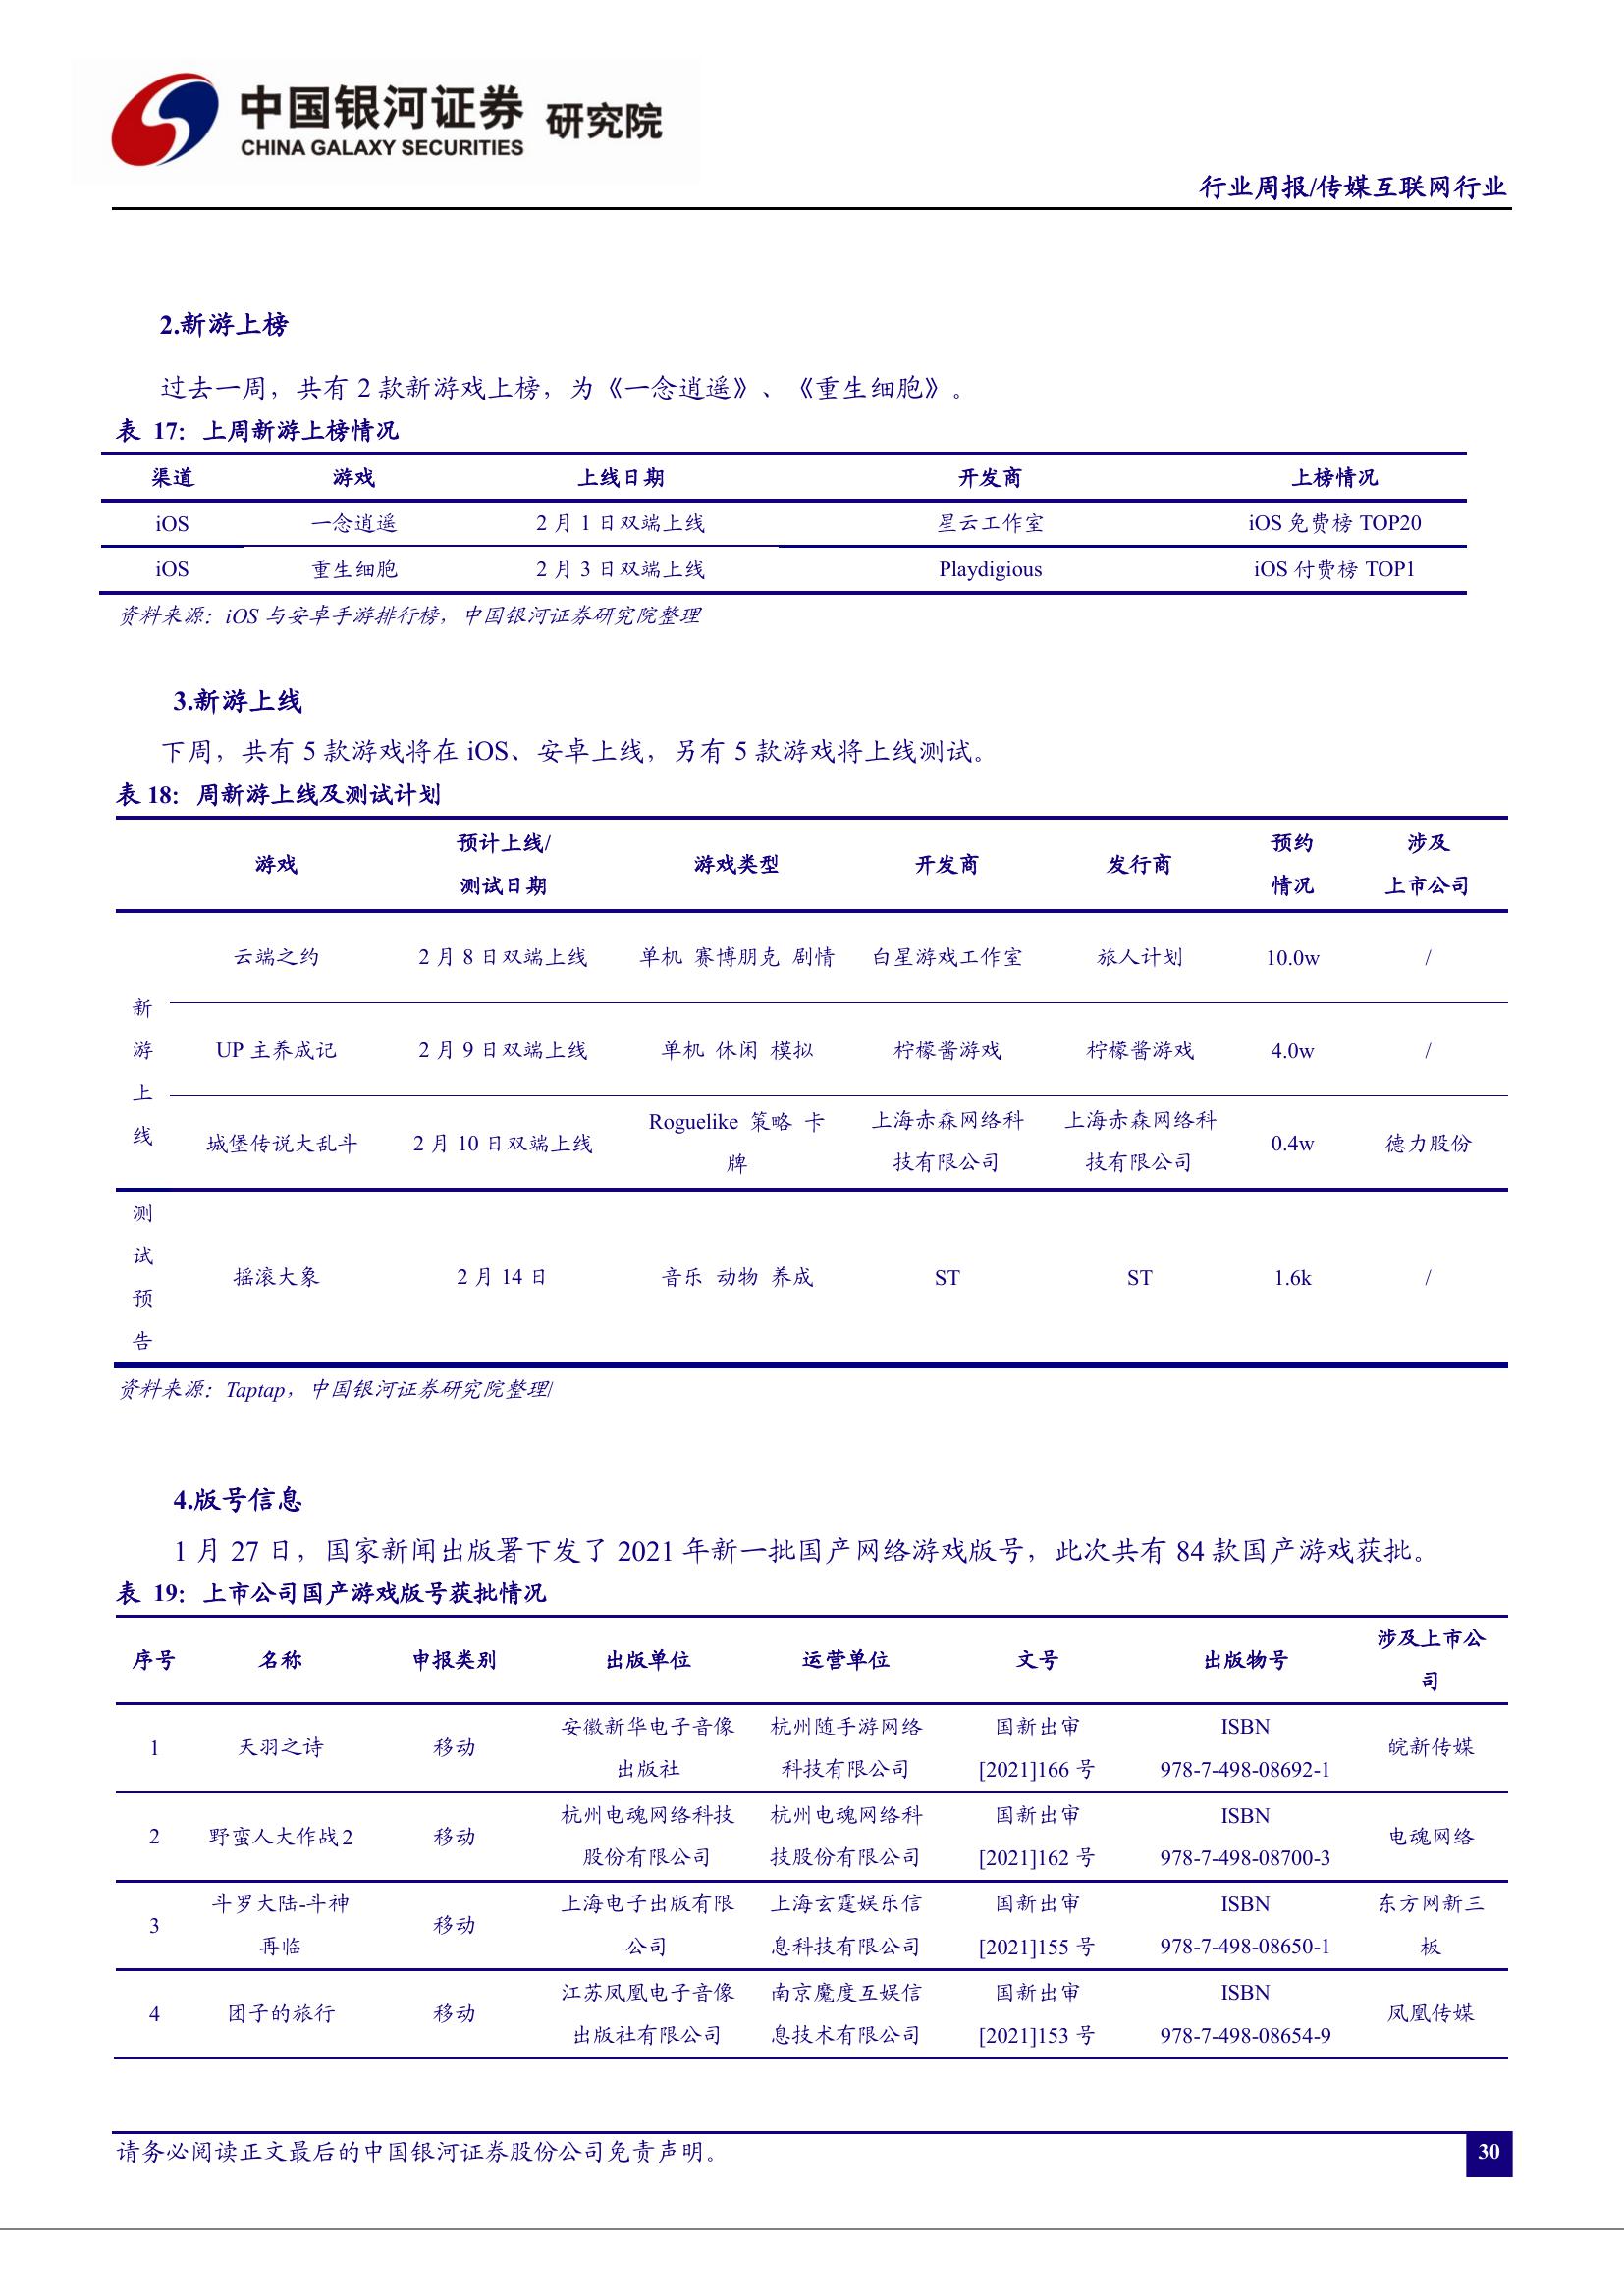 中国银河证券 研究院
CHINA GALAXY SECURITIES
行业周报/传媒互联网行业
2.新游上榜
过去一周，共有 2 款新游戏上榜，为《一念逍遥》、《重生细胞》。
表 17：上周新游上榜情况
渠道 游戏 上线日期 开发商 上榜情况
iOS 一念逍遥 2 月 1 日双端上线 星云工作室 iOS 免费榜 TOP20
iOS 重生细胞 2 月 3 日双端上线 Playdigious iOS 付费榜 TOP1
资料来源：iOS 与安卓手游排行榜，中国银河证券研究院整理
3.新游上线
下周，共有 5 款游戏将在 iOS、安卓上线，另有 5 款游戏将上线测试。
表 18：周新游上线及测试计划
游戏 预计上线/测试日期 游戏类型 开发商 发行商 预约情况 涉及上市公司
新游上线
云端之约 2 月 8 日双端上线 单机 赛博朋克 剧情 白星游戏工作室 旅人计划 10.0w /
UP 主养成记 2 月 9 日双端上线 单机 休闲 模拟 柠檬酱游戏 柠檬酱游戏 4.0w /
城堡传说大乱斗 2 月 10 日双端上线 Roguelike 策略 卡牌 上海赤森网络科技有限公司 上海赤森网络科技有限公司 0.4w 德力股份
测试预告
摇滚大象 2 月 14 日 音乐 动物 养成 ST ST 1.6k /
资料来源：Taptap，中国银河证券研究院整理/
4.版号信息
1 月 27 日，国家新闻出版署下发了 2021 年新一批国产网络游戏版号，此次共有 84 款国产游戏获批。
表 19：上市公司国产游戏版号获批情况
序号 名称 申报类别 出版单位 运营单位 文号 出版物号 涉及上市公司
1 天羽之诗 移动 安徽新华电子音像出版社 杭州随手游网络科技有限公司 国新出审[2021]166 号 ISBN 978-7-498-08692-1 皖新传媒
2 野蛮人大作战2 移动 杭州电魂网络科技股份有限公司 杭州电魂网络科技股份有限公司 国新出审[2021]162 号 ISBN 978-7-498-08700-3 电魂网络
3 斗罗大陆-斗神再临 移动 上海电子出版有限公司 上海玄霆娱乐信息科技有限公司 国新出审[2021]155 号 ISBN 978-7-498-08650-1 东方网新三板
4 团子的旅行 移动 江苏凤凰电子音像出版社有限公司 南京魔度互娱信息技术有限公司 国新出审[2021]153 号 ISBN 978-7-498-08654-9 凤凰传媒
请务必阅读正文最后的中国银河证券股份公司免责声明。
30